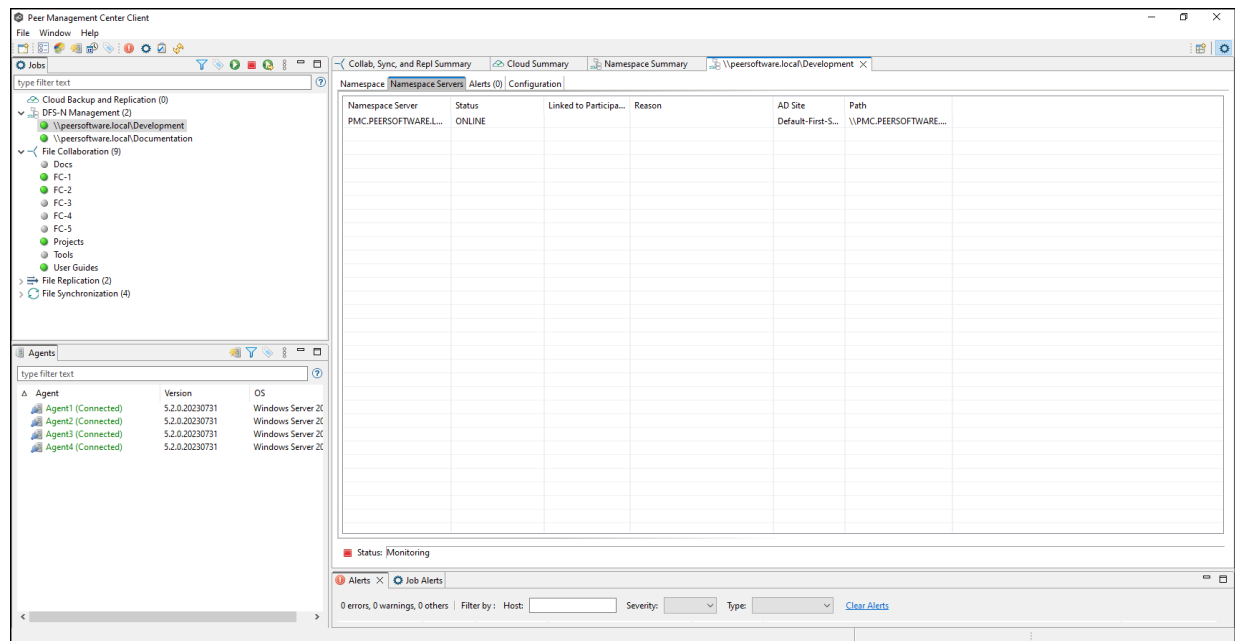 Peer Management Center Client
File Window Help
Jobs
type filter text
Cloud Backup and Replication (0)
DFS-N Management (2)
\\peersoftware.local\Development
\\peersoftware.local\Documentation
File Collaboration (9)
Docs
FC-1
FC-2
FC-3
FC-4
FC-5
Projects
Tools
User Guides
File Replication (2)
File Synchronization (4)
Agents
type filter text
Agent Version OS
Agent1 (Connected) 5.2.0.20230731 Windows Server 20
Agent2 (Connected) 5.2.0.20230731 Windows Server 20
Agent3 (Connected) 5.2.0.20230731 Windows Server 20
Agent4 (Connected) 5.2.0.20230731 Windows Server 20
Collab, Sync, and Repl Summary Cloud Summary Namespace Summary \\peersoftware.local\Development
Namespace Namespace Servers Alerts (0) Configuration
Namespace Server Status Linked to Participa... Reason AD Site Path
PMC.PEERSOFTWARE.L... ONLINE Default-First-S... \\PMC.PEERSOFTWARE....
Status: Monitoring
Alerts Job Alerts
0 errors, 0 warnings, 0 others Filter by : Host: Severity: Type: Clear Alerts